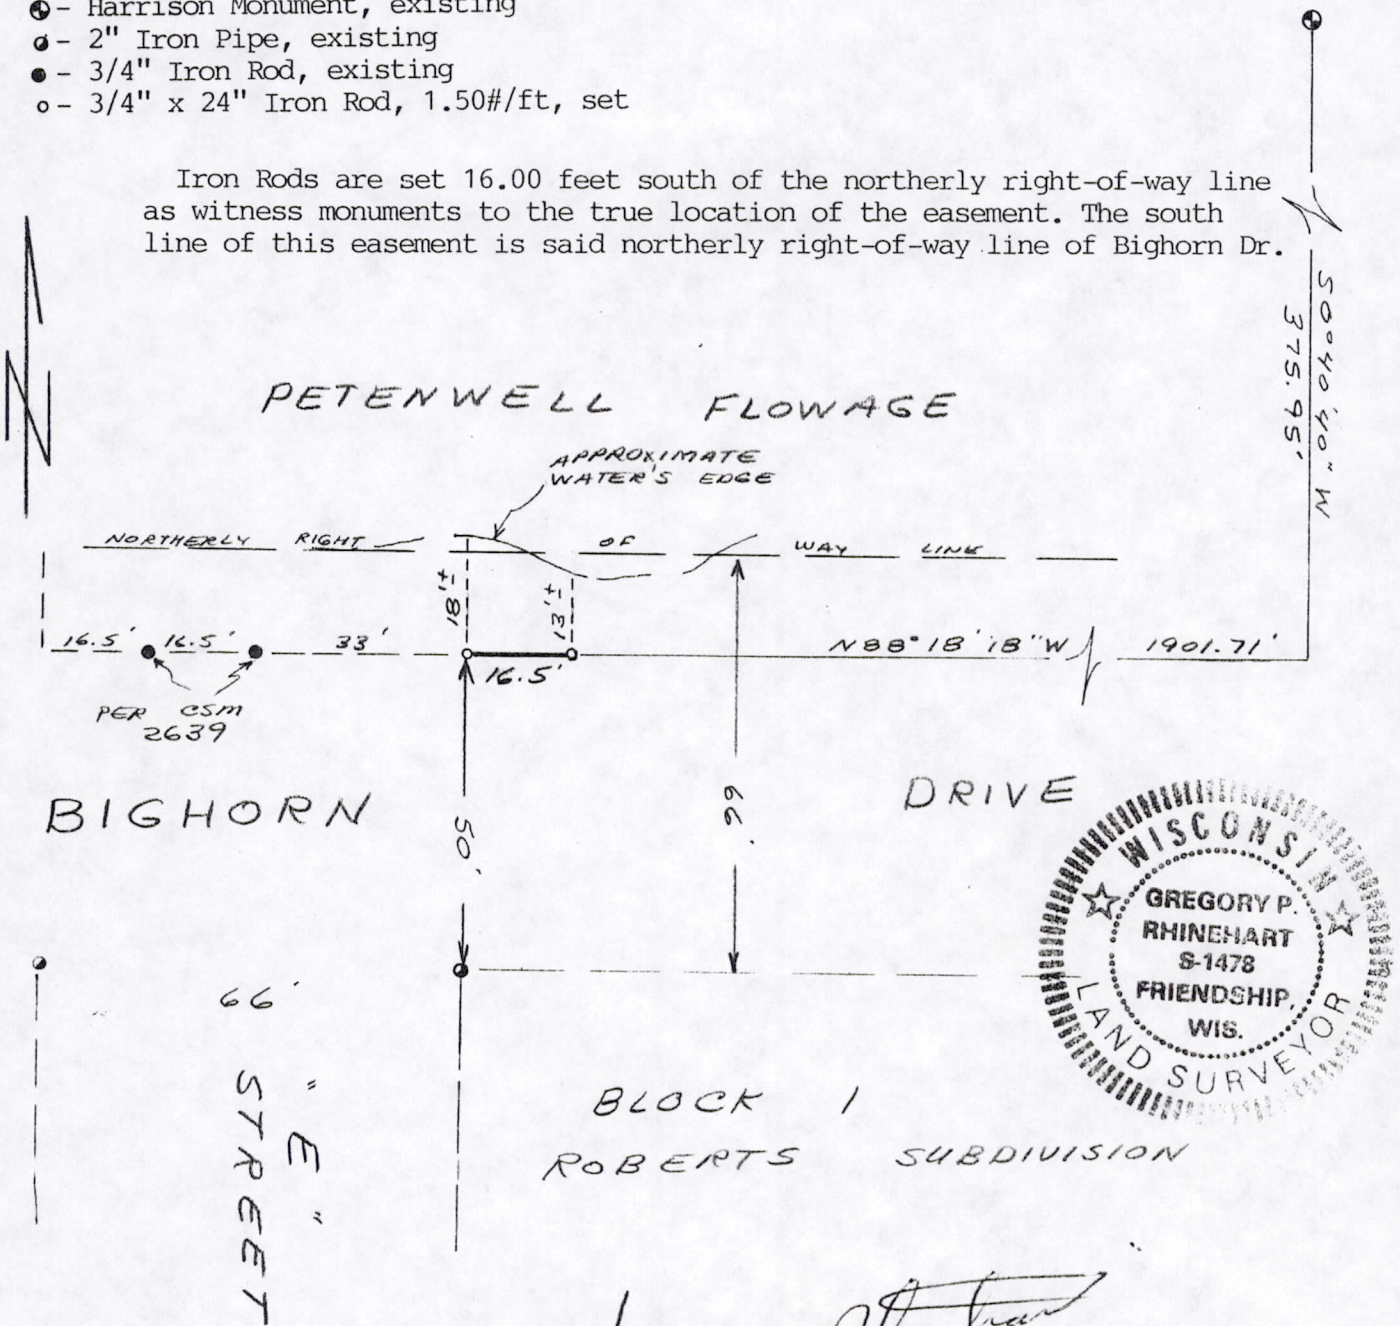 Harrison Monument, existing
- 2" Iron Pipe, existing
- 3/4" Iron Rod, existing
- 3/4" x 24" Iron Rod, 1.50#/ft, set
Iron Rods are set 16.00 feet south of the northerly right-of-way line
as witness monuments to the true location of the easement. The south
line of this easement is said northerly right-of-way line of Bighorn Dr.
S0°40'40"W
375.95'
N
PETENWELL FLOWAGE
APPROXIMATE
WATER'S EDGE
NORTHERLY RIGHT OF WAY LINE
18' ±
13' ±
16.5' 16.5' 33'
16.5'
N88°18'18"W 1901.71'
PER CSM
2639
BIGHORN DRIVE
50'
66'
66'
"E"
STREET
BLOCK 1
ROBERTS SUBDIVISION
WISCONSIN
GREGORY P.
RHINEHART
S-1478
FRIENDSHIP,
WIS.
LAND SURVEYOR